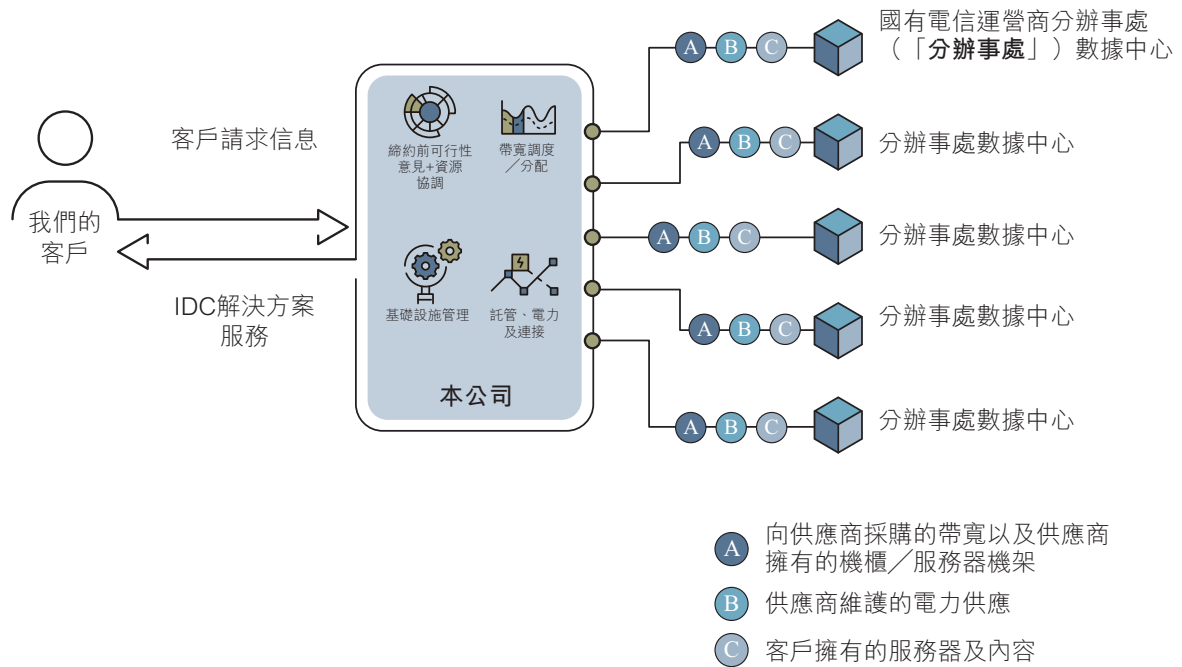 我們的
客戶
客戶請求信息
IDC解決方案
服務
締約前可行性
意見+資源
協調
帶寬調度
／分配
基礎設施管理
託管、電力
及連接
本公司
A B C
國有電信運營商分辦事處
（「分辦事處」）數據中心
A B C
分辦事處數據中心
A B C
分辦事處數據中心
A B C
分辦事處數據中心
A B C
分辦事處數據中心
A 向供應商採購的帶寬以及供應商
擁有的機櫃／服務器機架
B 供應商維護的電力供應
C 客戶擁有的服務器及內容